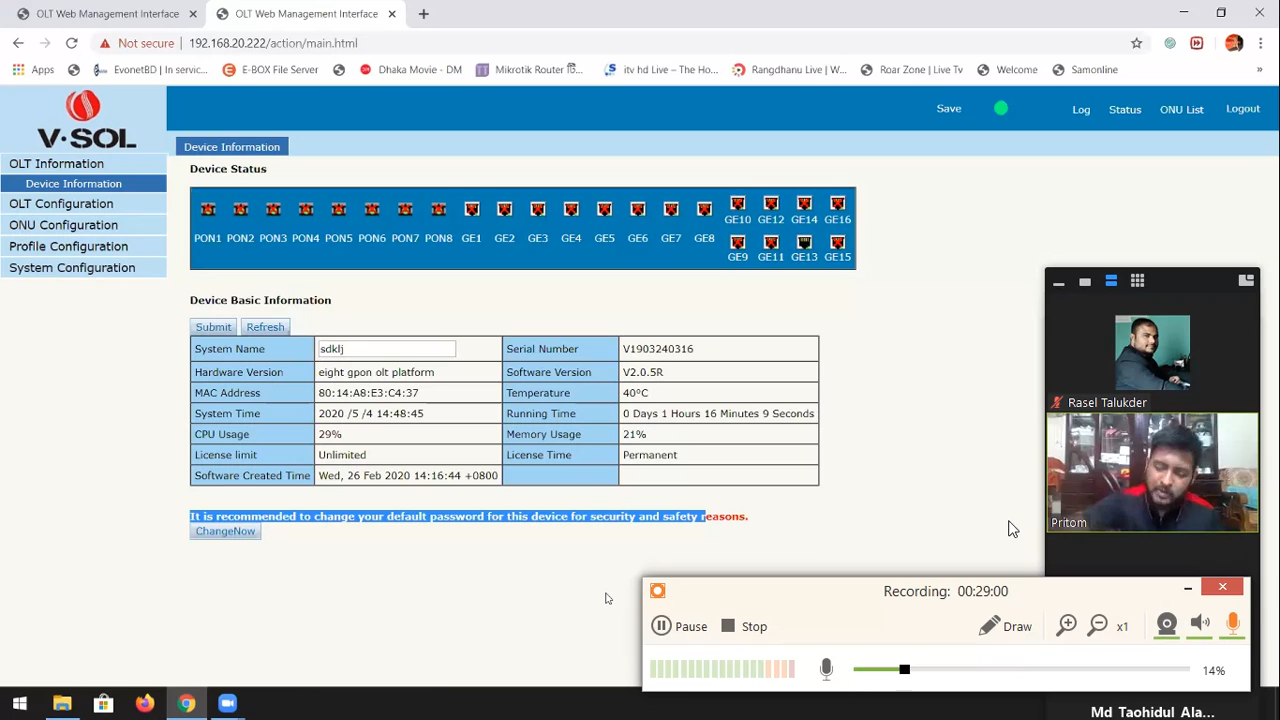 OLT Web Management Interface
OLT Web Management Interface
Not secure 192.168.20.222/action/main.html
Apps
EvonetBD | In servic...
E-BOX File Server
Dhaka Movie - DM
itv hd Live – The Ho...
Rangdhanu Live | W...
Roar Zone | Live Tv
Welcome
Samonline
»
V·SOL
Save
Log
Status
ONU List
Logout
OLT Information
Device Information
OLT Configuration
ONU Configuration
Profile Configuration
System Configuration
Device Information
Device Status
GE10 GE12 GE14 GE16
PON1 PON2 PON3 PON4 PON5 PON6 PON7 PON8 GE1 GE2 GE3 GE4 GE5 GE6 GE7 GE8
GE9 GE11 GE13 GE15
Device Basic Information
Submit Refresh
System Name sdklj Serial Number V1903240316
Hardware Version eight gpon olt platform Software Version V2.0.5R
MAC Address 80:14:A8:E3:C4:37 Temperature 40°C
System Time 2020 /5 /4 14:48:45 Running Time 0 Days 1 Hours 16 Minutes 9 Seconds
CPU Usage 29% Memory Usage 21%
License limit Unlimited License Time Permanent
Software Created Time Wed, 26 Feb 2020 14:16:44 +0800
It is recommended to change your default password for this device for security and safety reasons.
ChangeNow
Rasel Talukder
Pritom
Recording: 00:29:00
Pause Stop Draw x1
14%
Md Taohidul Ala...